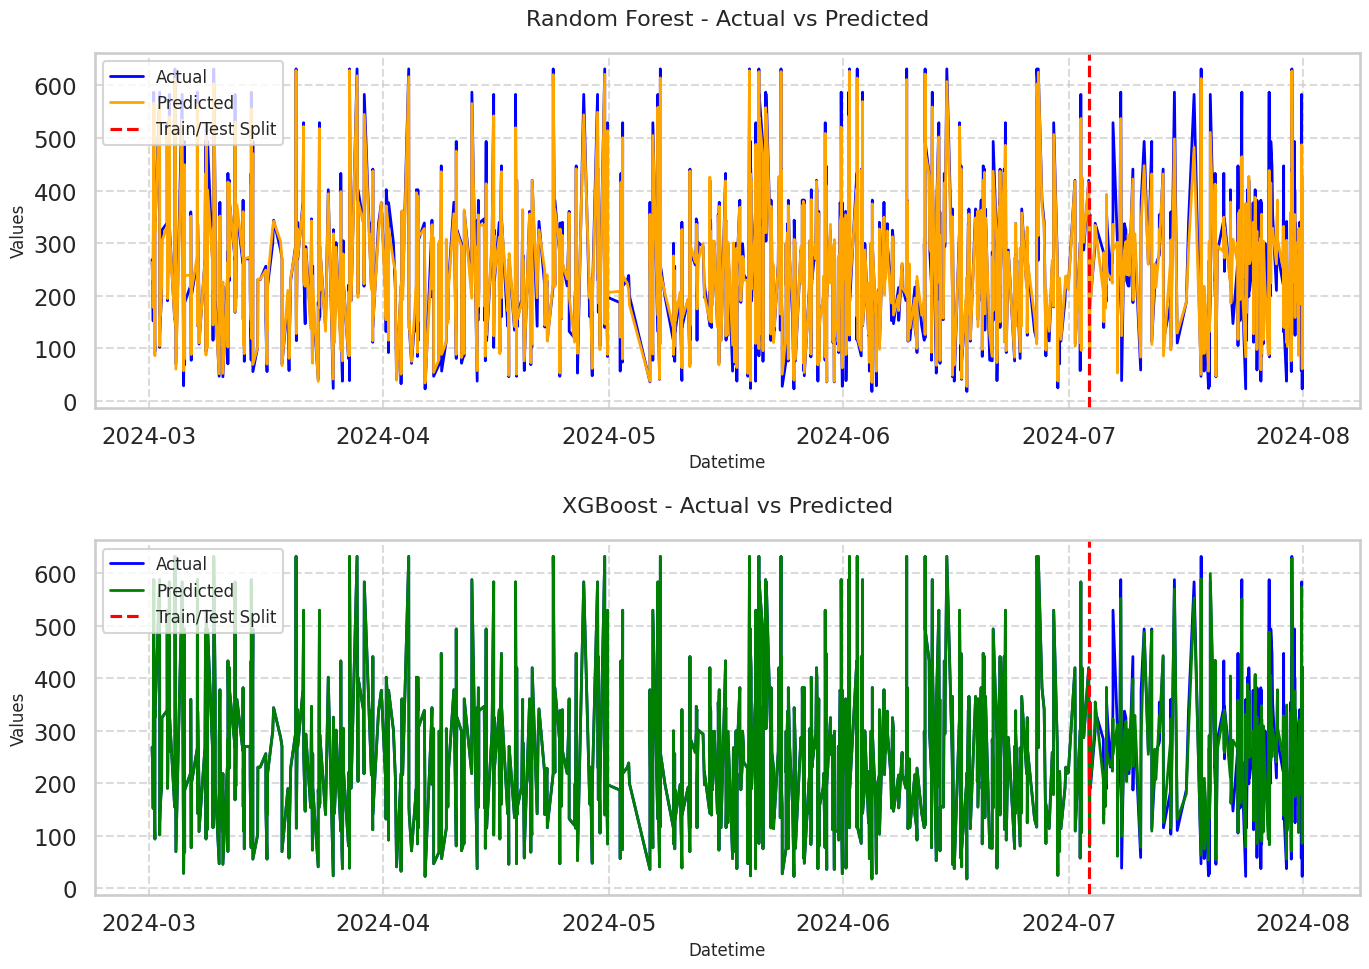 Random Forest - Actual vs Predicted
Actual
Predicted
Train/Test Split
Values
600
500
400
300
200
100
0
2024-03 2024-04 2024-05 2024-06 2024-07 2024-08
Datetime
XGBoost - Actual vs Predicted
Actual
Predicted
Train/Test Split
Values
600
500
400
300
200
100
0
2024-03 2024-04 2024-05 2024-06 2024-07 2024-08
Datetime